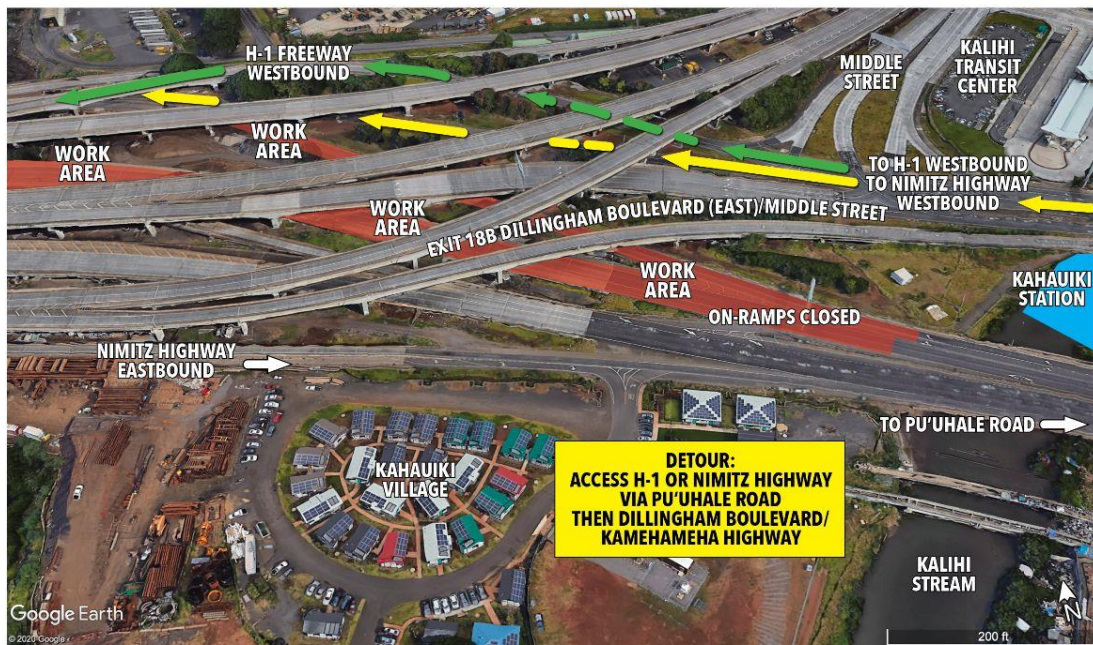 H-1 FREEWAY
WESTBOUND
MIDDLE
STREET
KALIHI
TRANSIT
CENTER
WORK
AREA
WORK
AREA
TO H-1 WESTBOUND
TO NIMITZ HIGHWAY
WESTBOUND
WORK
AREA
EXIT 18B DILLINGHAM BOULEVARD (EAST)/MIDDLE STREET
WORK
AREA
KAHAUIKI
STATION
ON-RAMPS CLOSED
NIMITZ HIGHWAY
EASTBOUND
TO PU'UHALE ROAD
KAHAUIKI
VILLAGE
DETOUR:
ACCESS H-1 OR NIMITZ HIGHWAY
VIA PU'UHALE ROAD
THEN DILLINGHAM BOULEVARD/
KAMEHAMEHA HIGHWAY
KALIHI
STREAM
N
Google Earth
© 2020 Google
200 ft